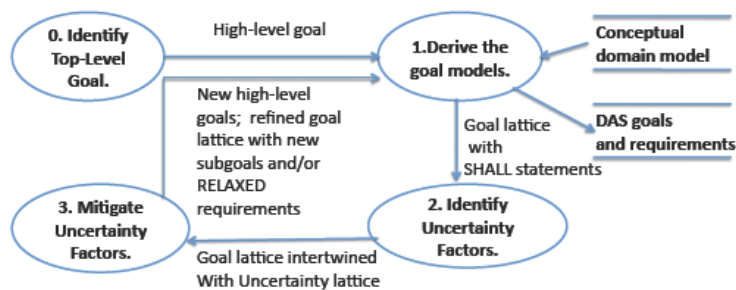 0. Identify
Top-Level
Goal.
High-level goal
1.Derive the
goal models.
Conceptual
domain model
New high-level
goals;  refined goal
lattice with new
subgoals and/or
RELAXED
requirements
Goal lattice
with
SHALL statements
DAS goals
and requirements
3. Mitigate
Uncertainty
Factors.
2. Identify
Uncertainty
Factors.
Goal lattice intertwined
With Uncertainty lattice